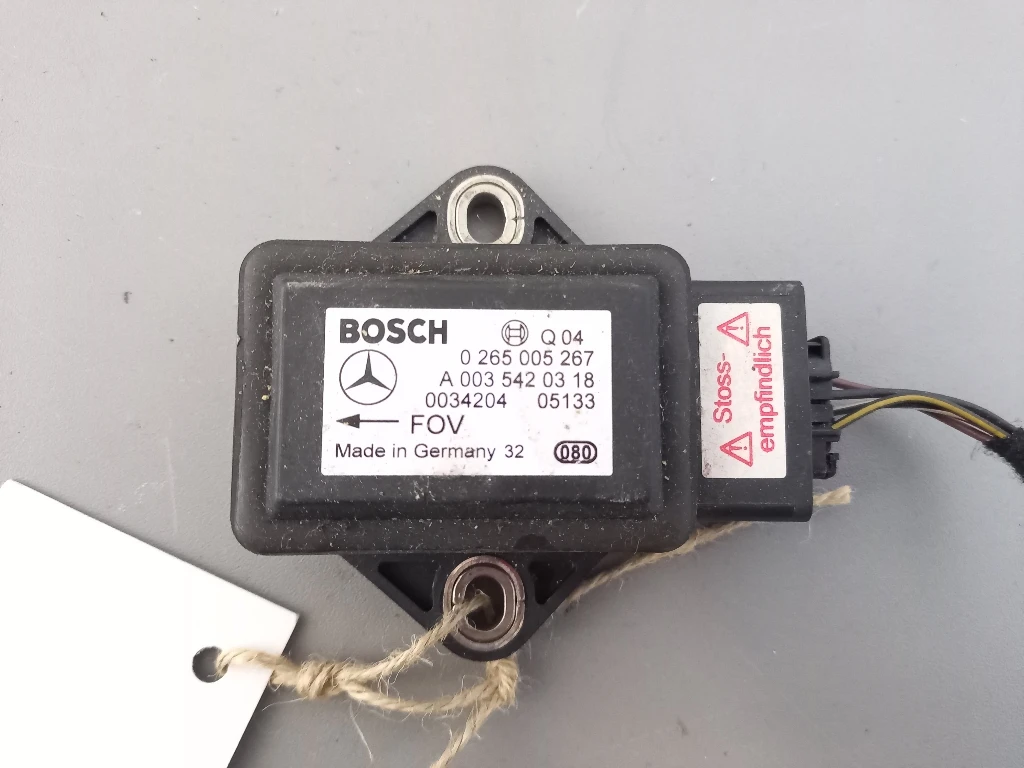 BOSCH Q 04
0 265 005 267
A 003 542 03 18
0034204 05133
FOV
Made in Germany 32 080
Stoss-
empfindlich